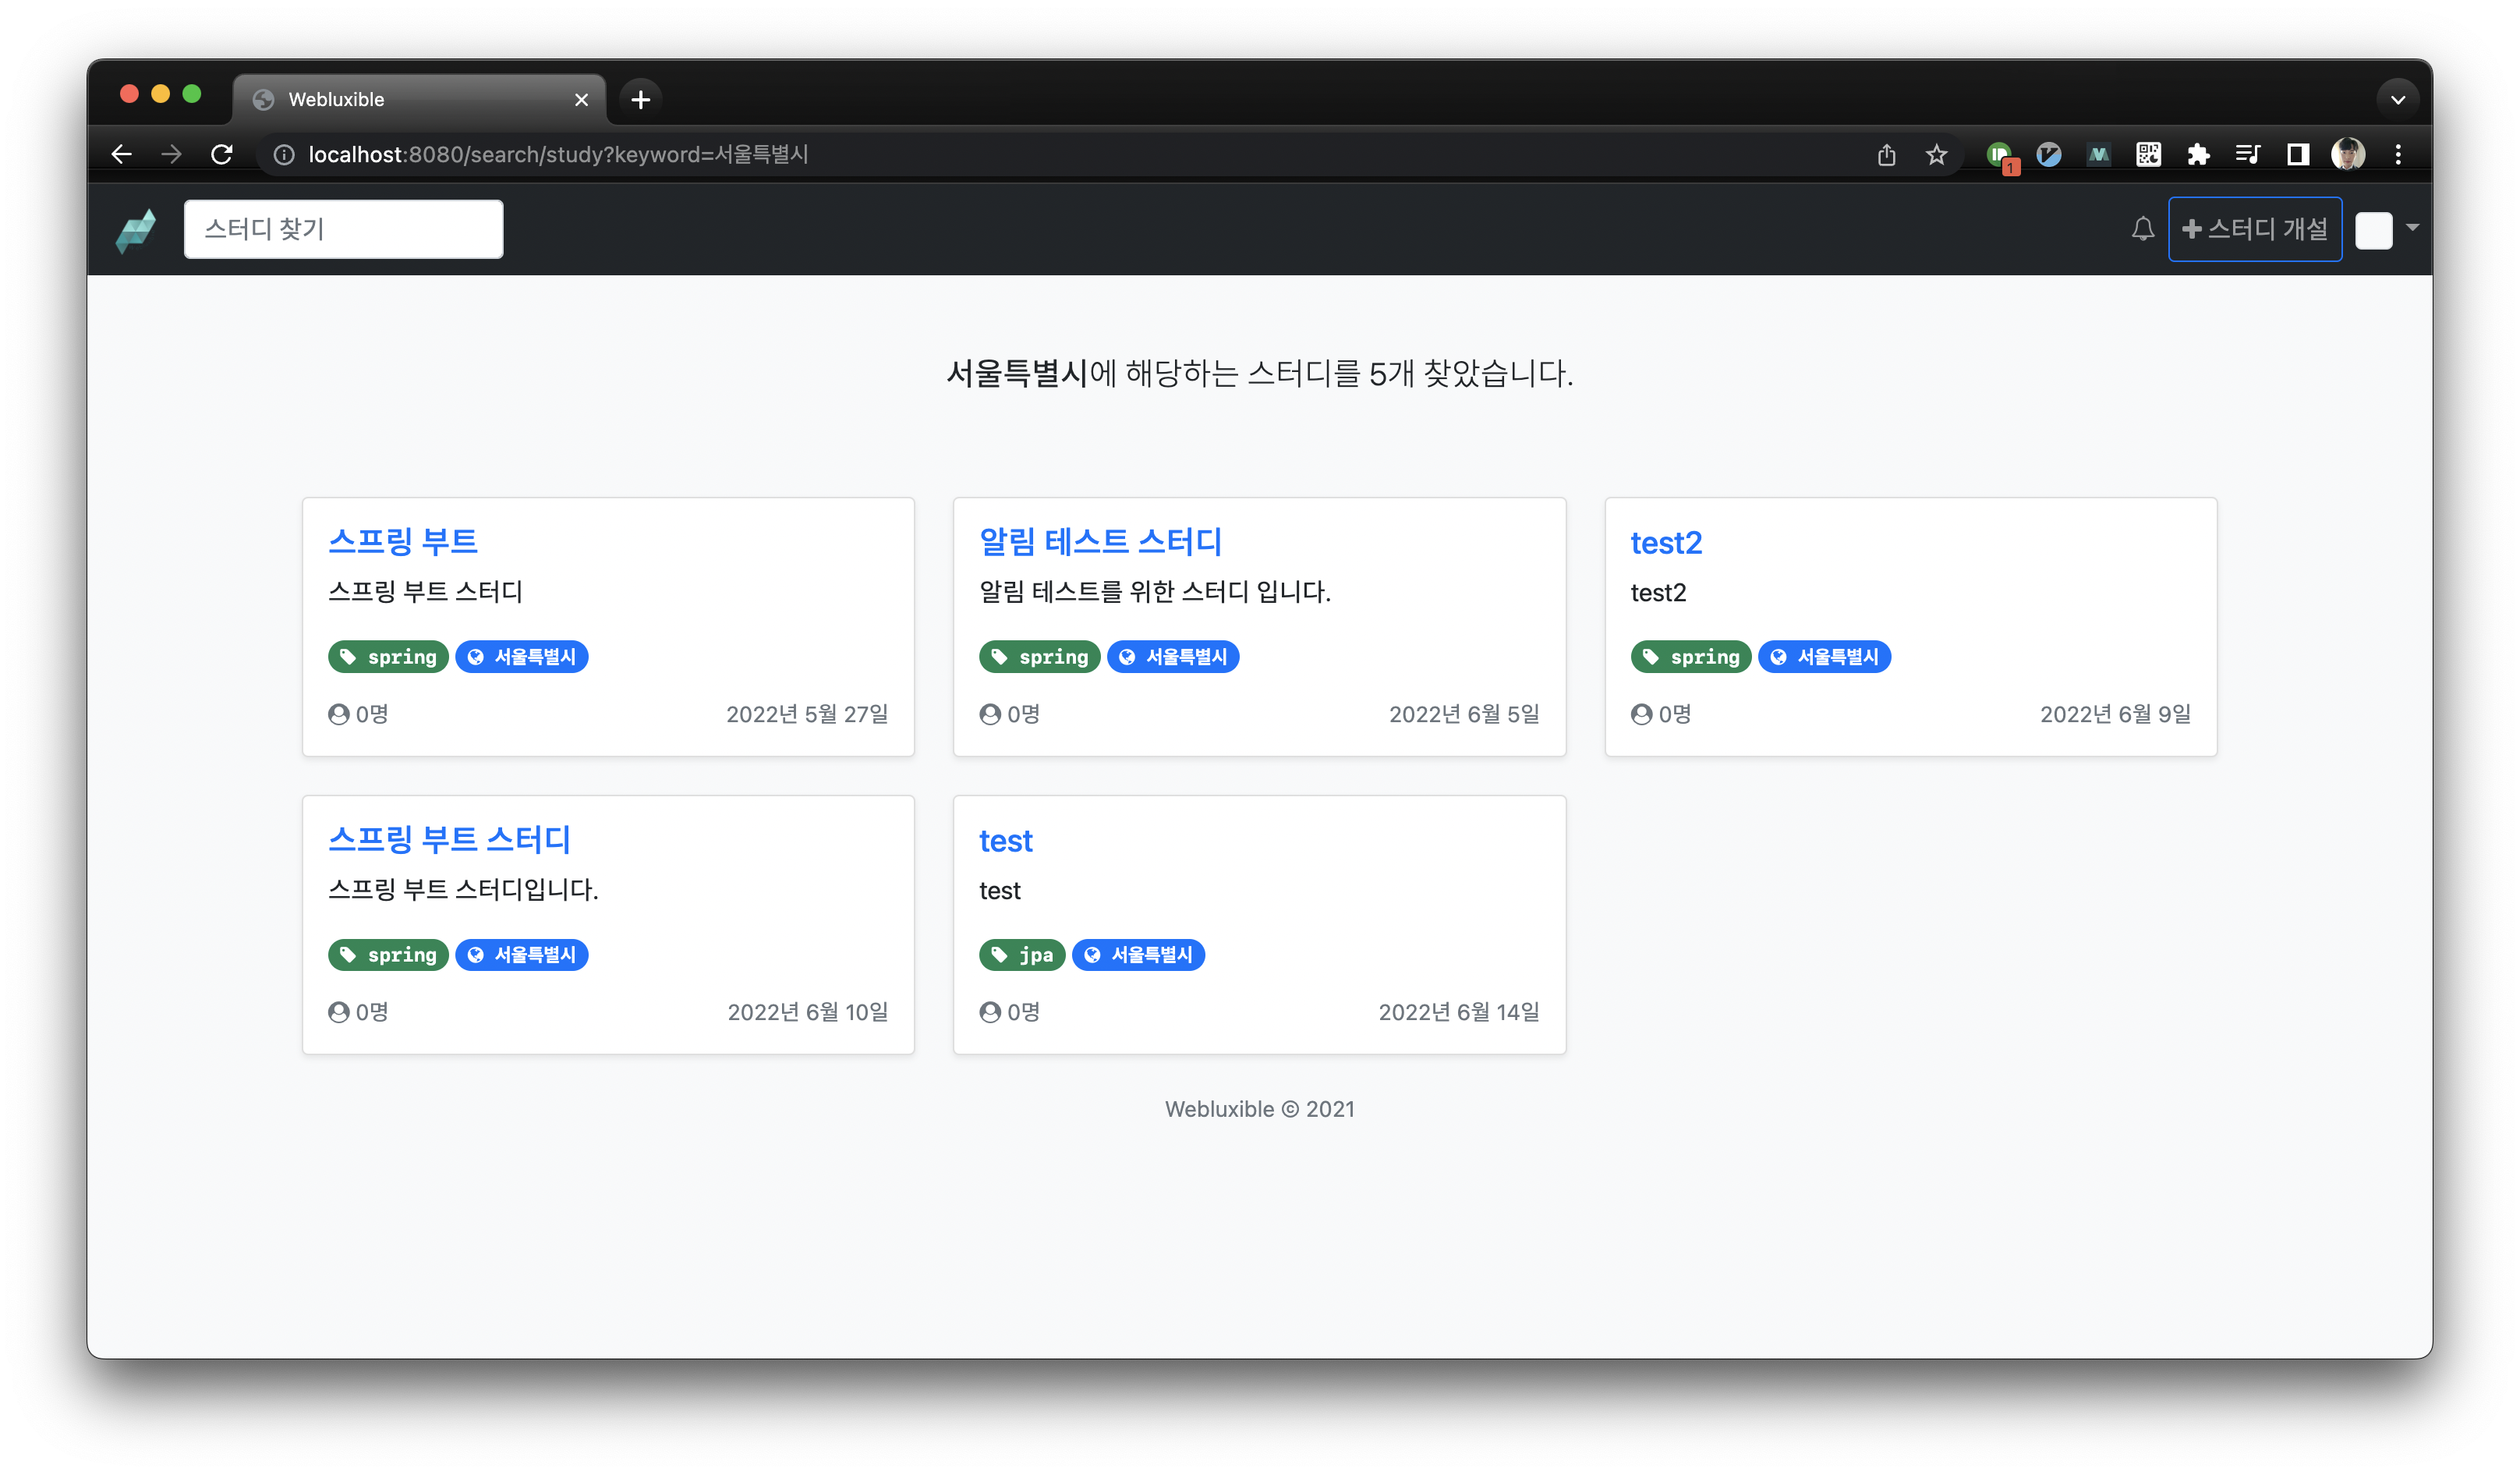 Webluxible
localhost:8080/search/study?keyword=서울특별시
1
스터디 찾기
스터디 개설
서울특별시에 해당하는 스터디를 5개 찾았습니다.
스프링 부트
스프링 부트 스터디
spring 서울특별시
0명 2022년 5월 27일
알림 테스트 스터디
알림 테스트를 위한 스터디 입니다.
spring 서울특별시
0명 2022년 6월 5일
test2
test2
spring 서울특별시
0명 2022년 6월 9일
스프링 부트 스터디
스프링 부트 스터디입니다.
spring 서울특별시
0명 2022년 6월 10일
test
test
jpa 서울특별시
0명 2022년 6월 14일
Webluxible © 2021